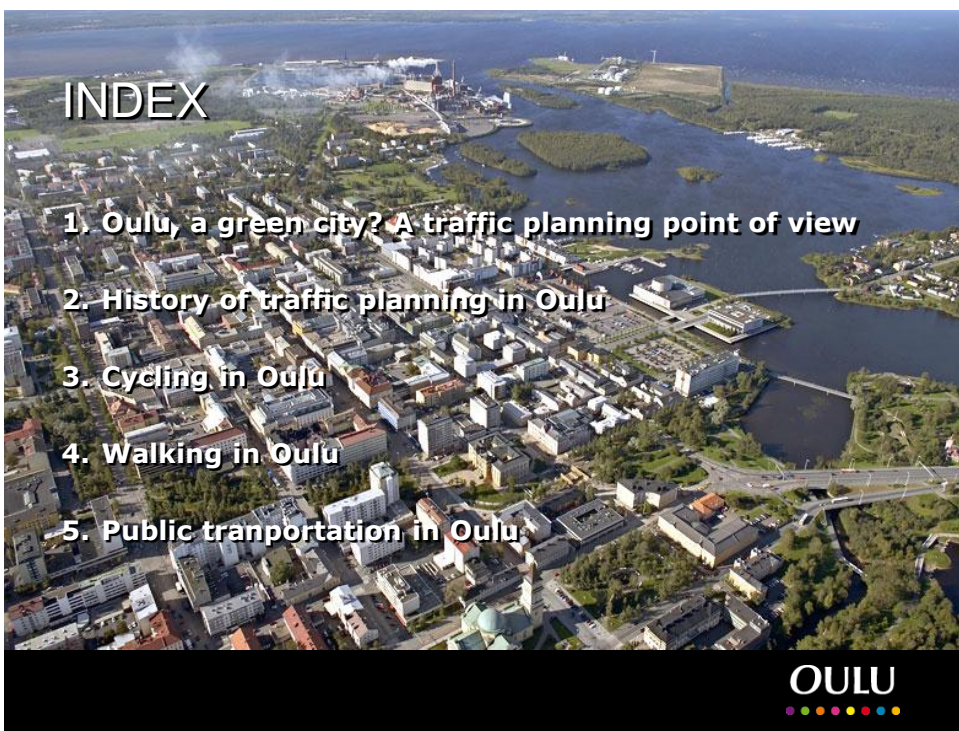 INDEX
1. Oulu, a green city? A traffic planning point of view
2. History of traffic planning in Oulu
3. Cycling in Oulu
4. Walking in Oulu
5. Public tranportation in Oulu
OULU